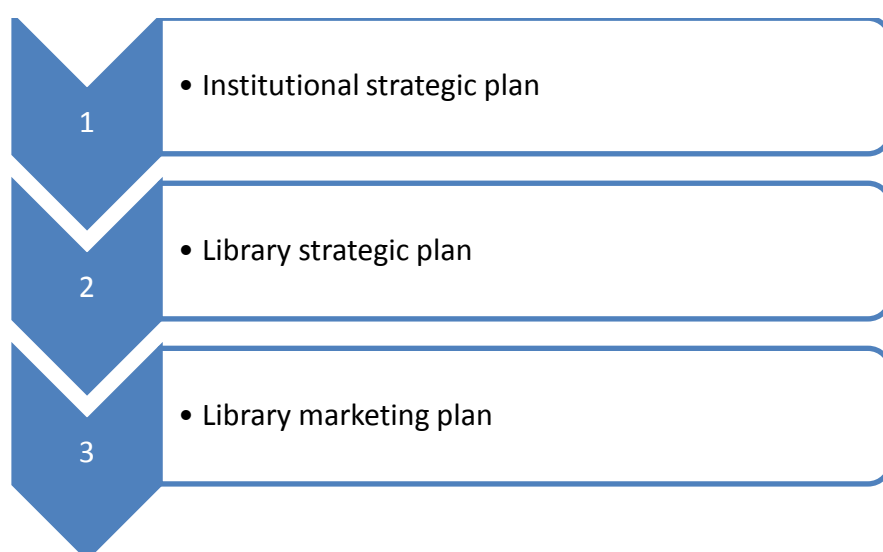 1
• Institutional strategic plan
2
• Library strategic plan
3
• Library marketing plan